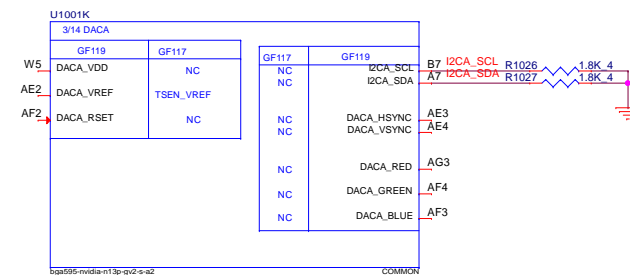 U1001K
3/14 DACA
GF119 GF117 GF117 GF119
W5 DACA_VDD NC NC I2CA_SCL B7 I2CA_SCL R1026 1.8K_4
NC I2CA_SDA A7 I2CA_SDA R1027 1.8K_4
AE2 DACA_VREF TSEN_VREF
AF2 DACA_RSET NC NC DACA_HSYNC AE3
NC DACA_VSYNC AE4
NC DACA_RED AG3
NC DACA_GREEN AF4
NC DACA_BLUE AF3
bga595-nvidia-n13p-gv2-s-a2 COMMON